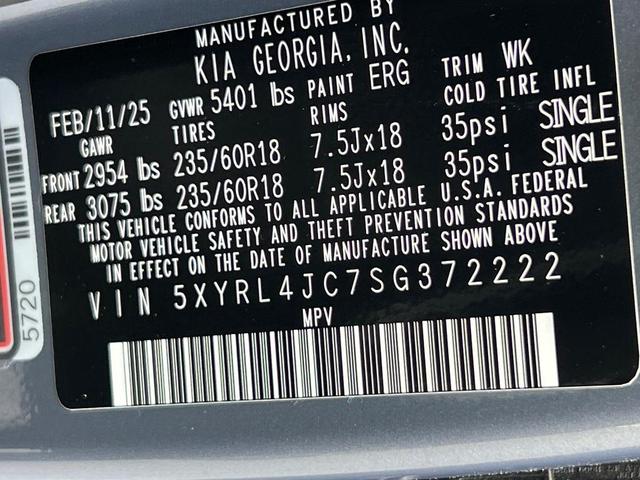 MANUFACTURED BY
KIA GEORGIA, INC.
FEB/11/25 GVWR 5401 lbs PAINT ERG TRIM WK
GAWR TIRES RIMS COLD TIRE INFL
FRONT 2954 lbs 235/60R18 7.5Jx18 35psi SINGLE
REAR 3075 lbs 235/60R18 7.5Jx18 35psi SINGLE
THIS VEHICLE CONFORMS TO ALL APPLICABLE U.S.A. FEDERAL
MOTOR VEHICLE SAFETY AND THEFT PREVENTION STANDARDS
IN EFFECT ON THE DATE OF MANUFACTURE SHOWN ABOVE
VIN 5XYRL4JC7SG372222
MPV
5720